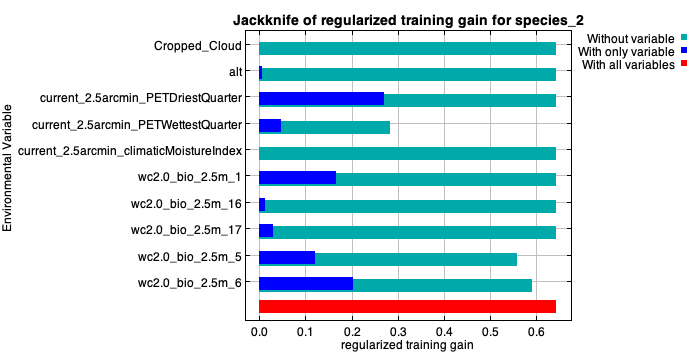 Jackknife of regularized training gain for species_2
Without variable
With only variable
With all variables
Environmental Variable
Cropped_Cloud
alt
current_2.5arcmin_PETDriestQuarter
current_2.5arcmin_PETWettestQuarter
current_2.5arcmin_climaticMoistureIndex
wc2.0_bio_2.5m_1
wc2.0_bio_2.5m_16
wc2.0_bio_2.5m_17
wc2.0_bio_2.5m_5
wc2.0_bio_2.5m_6
0.0 0.1 0.2 0.3 0.4 0.5 0.6
regularized training gain